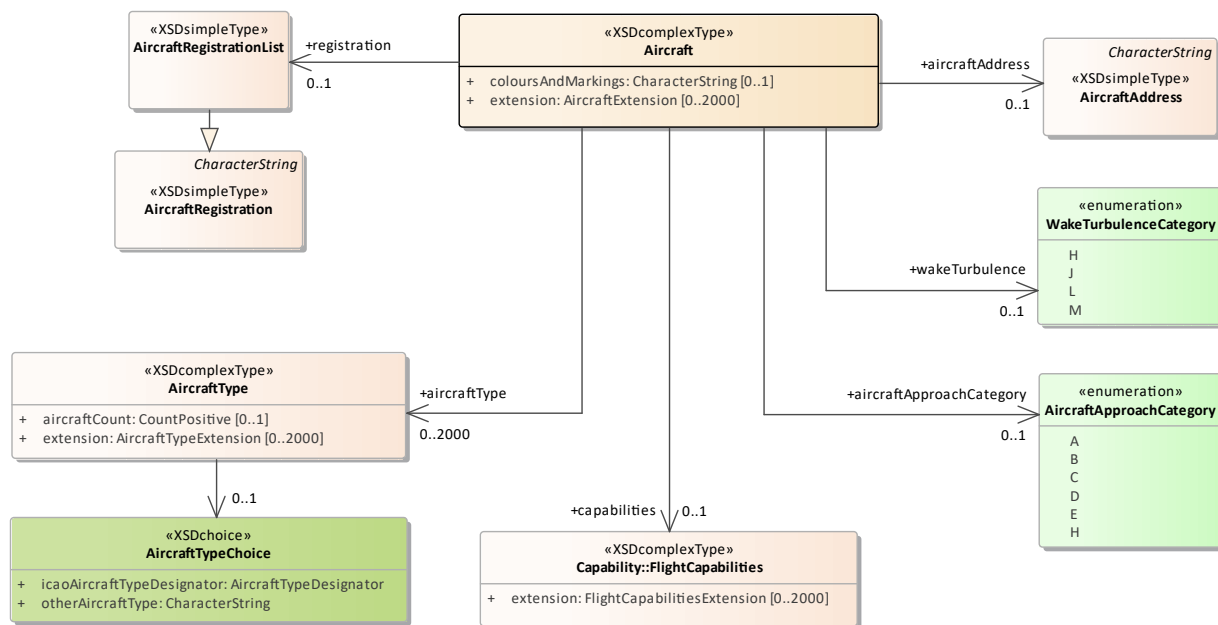 «XSDsimpleType»
AircraftRegistrationList
+registration
0..1
«XSDcomplexType»
Aircraft
+ coloursAndMarkings: CharacterString [0..1]
+ extension: AircraftExtension [0..2000]
+aircraftAddress
0..1
CharacterString
«XSDsimpleType»
AircraftAddress
CharacterString
«XSDsimpleType»
AircraftRegistration
«enumeration»
WakeTurbulenceCategory
H
J
L
M
+wakeTurbulence
0..1
«XSDcomplexType»
AircraftType
+ aircraftCount: CountPositive [0..1]
+ extension: AircraftTypeExtension [0..2000]
+aircraftType
0..2000
+aircraftApproachCategory
0..1
«enumeration»
AircraftApproachCategory
A
B
C
D
E
H
0..1
«XSDchoice»
AircraftTypeChoice
+ icaoAircraftTypeDesignator: AircraftTypeDesignator
+ otherAircraftType: CharacterString
+capabilities
0..1
«XSDcomplexType»
Capability::FlightCapabilities
+ extension: FlightCapabilitiesExtension [0..2000]